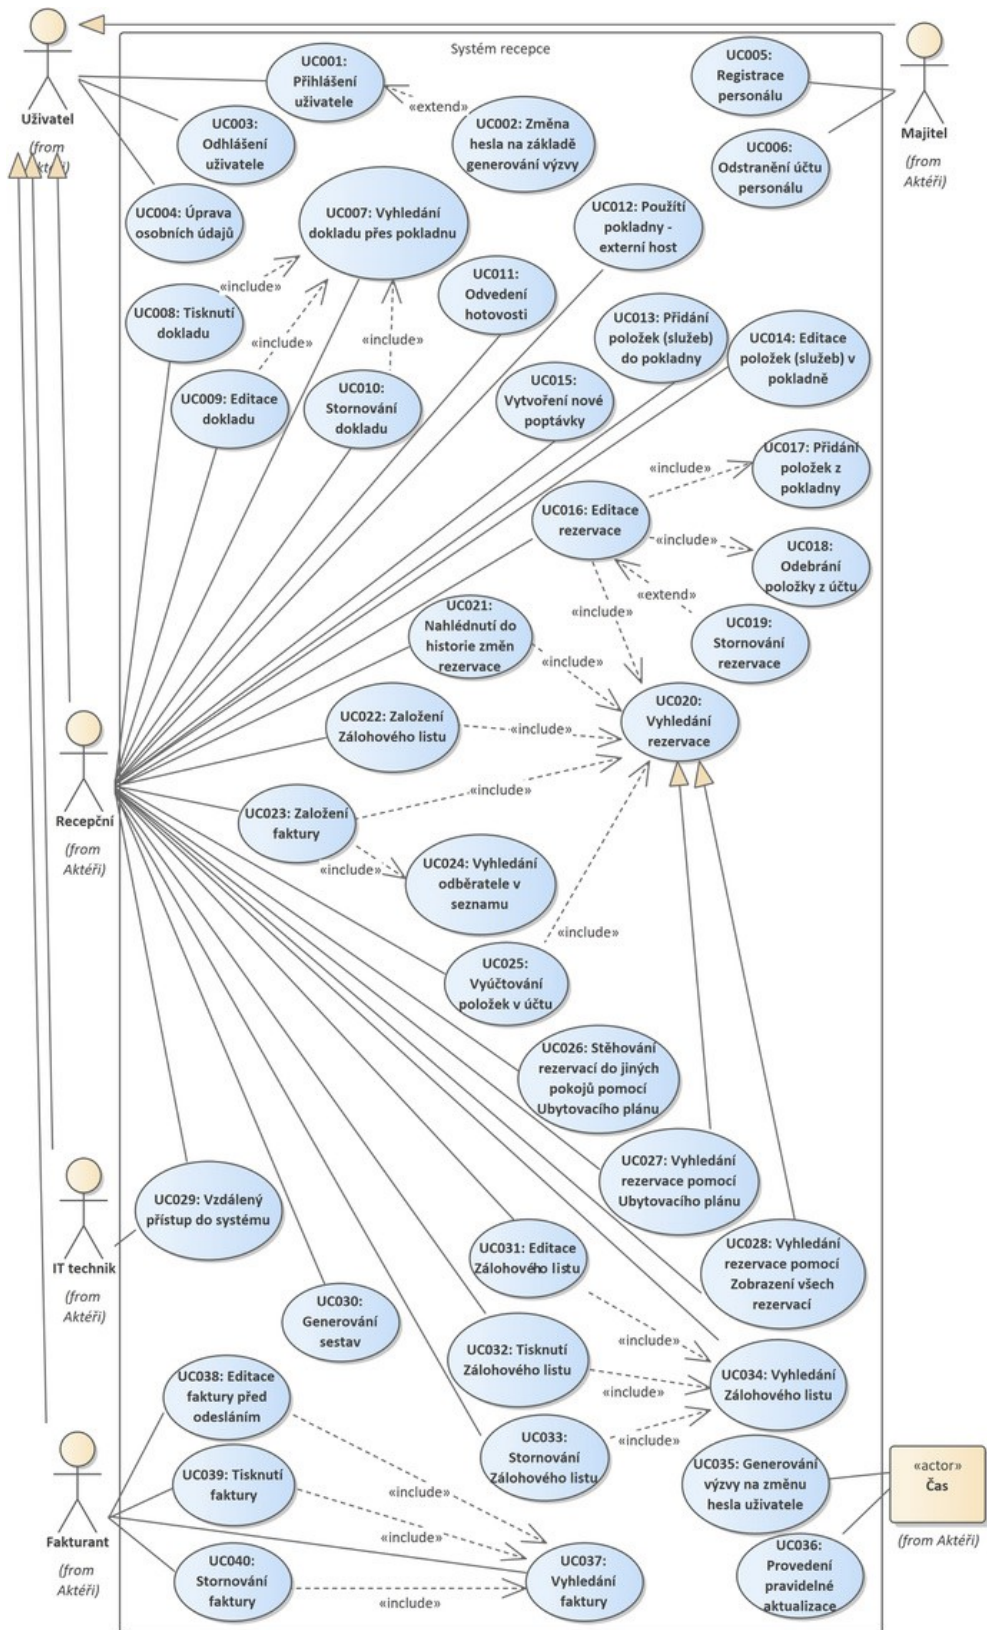 Systém recepce
Uživatel
(from
Aktéři)
Majitel
(from
Aktéři)
UC001:
Přihlášení
uživatele
«extend»
UC002: Změna
hesla na základě
generování výzvy
UC003:
Odhlášení
uživatele
UC004: Úprava
osobních údajů
UC005:
Registrace
personálu
UC006:
Odstranění účtu
personálu
UC007: Vyhledání
dokladu přes pokladnu
UC012: Použítí
pokladny -
externí host
UC011:
Odvedení
hotovosti
«include»
UC008: Tisknutí
dokladu
«include»
«include»
UC013: Přidání
položek (služeb)
do pokladny
UC014: Editace
položek (služeb) v
pokladně
UC009: Editace
dokladu
UC010:
Stornování
dokladu
UC015:
Vytvoření nové
poptávky
UC017: Přidání
položek z
pokladny
«include»
UC016: Editace
rezervace
«include»
UC018:
Odebrání
položky z účtu
«extend»
«include»
UC019:
Stornování
rezervace
UC021:
Nahlédnutí do
historie změn
rezervace
«include»
UC020:
Vyhledání
rezervace
UC022: Založení
Zálohového listu
«include»
Recepční
(from
Aktéři)
UC023: Založení
faktury
«include»
«include»
UC024: Vyhledání
odběratele v
seznamu
«include»
UC025:
Vyúčtování
položek v účtu
UC026: Stěhování
rezervací do jiných
pokojů pomocí
Ubytovacího plánu
UC027: Vyhledání
rezervace pomocí
Ubytovacího plánu
UC029: Vzdálený
přístup do systému
IT technik
(from
Aktéři)
UC031: Editace
Zálohového listu
UC028: Vyhledání
rezervace pomocí
Zobrazení všech
rezervací
UC030:
Generování
sestav
«include»
UC032: Tisknutí
Zálohového listu
«include»
UC034: Vyhledání
Zálohového listu
UC038: Editace
faktury před
odesláním
UC033:
Stornování
Zálohového listu
«include»
UC039: Tisknutí
faktury
«include»
UC035: Generování
výzvy na změnu
hesla uživatele
«actor»
Čas
(from Aktéři)
Fakturant
(from
Aktéři)
«include»
UC040:
Stornování
faktury
«include»
UC037:
Vyhledání
faktury
UC036:
Provedení
pravidelné
aktualizace